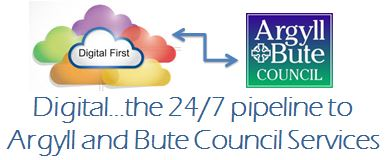 Digital First
Argyll
Bute
COUNCIL
Digital...the 24/7 pipeline to
Argyll and Bute Council Services